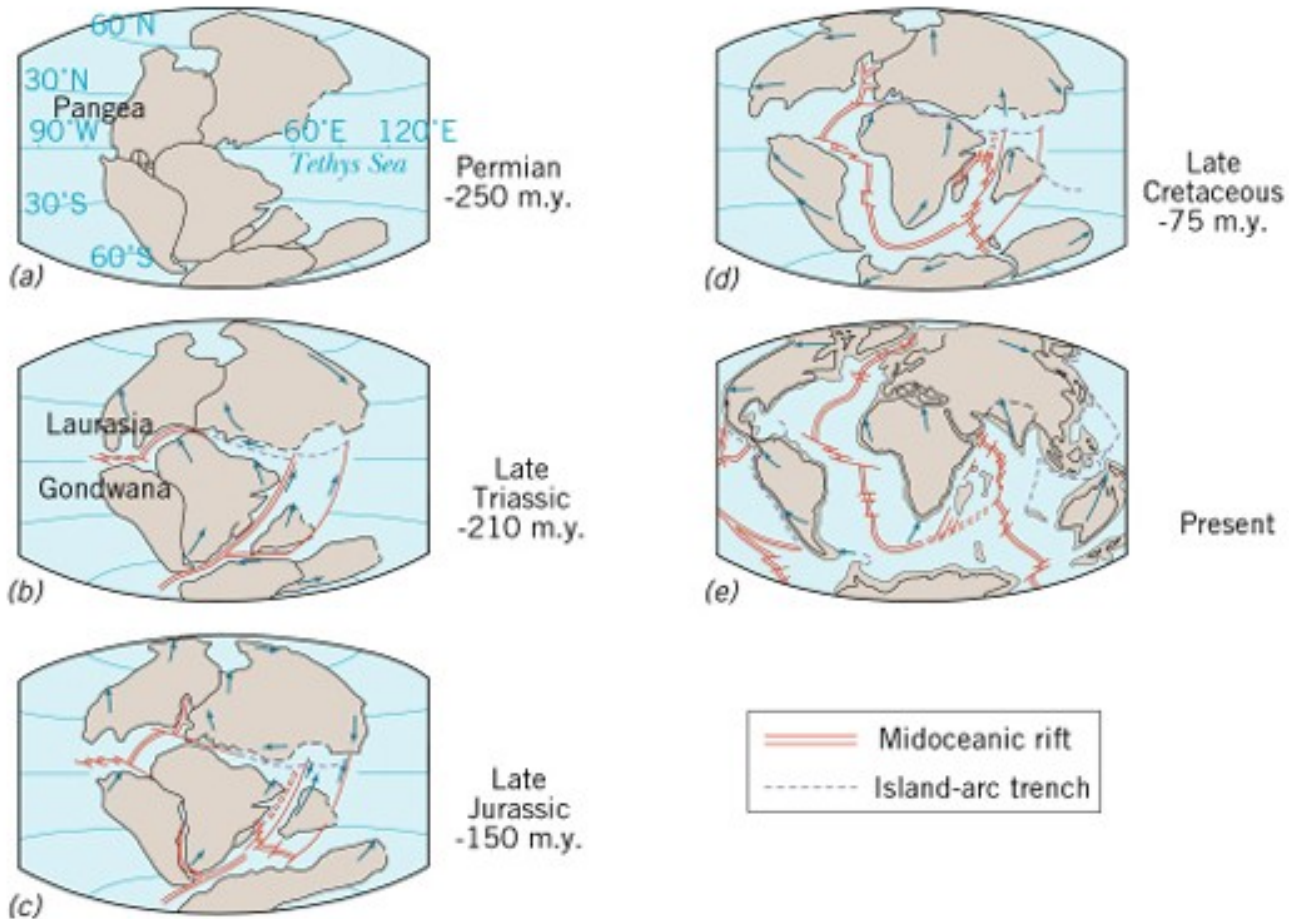 60°N
30°N
Pangea
90°W
60°E
120°E
Tethys Sea
30°S
60°S
Permian
-250 m.y.
(a)
Laurasia
Gondwana
Late
Triassic
-210 m.y.
(b)
Late
Jurassic
-150 m.y.
(c)
Late
Cretaceous
-75 m.y.
(d)
Present
(e)
Midoceanic rift
Island-arc trench